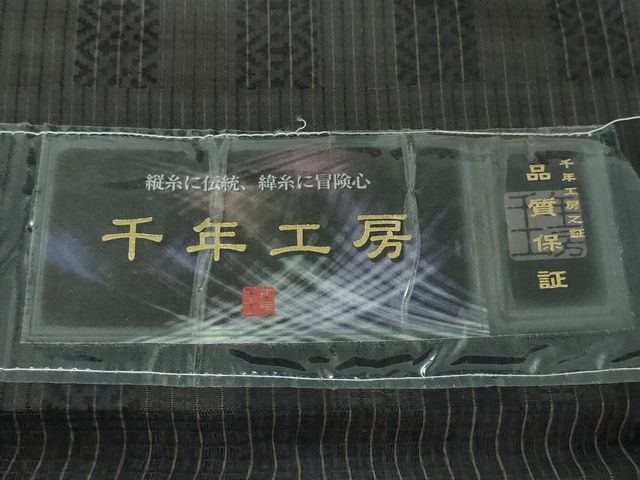 縦糸に伝統、緯糸に冒険心
千年工房
千年工房之証
品質保証